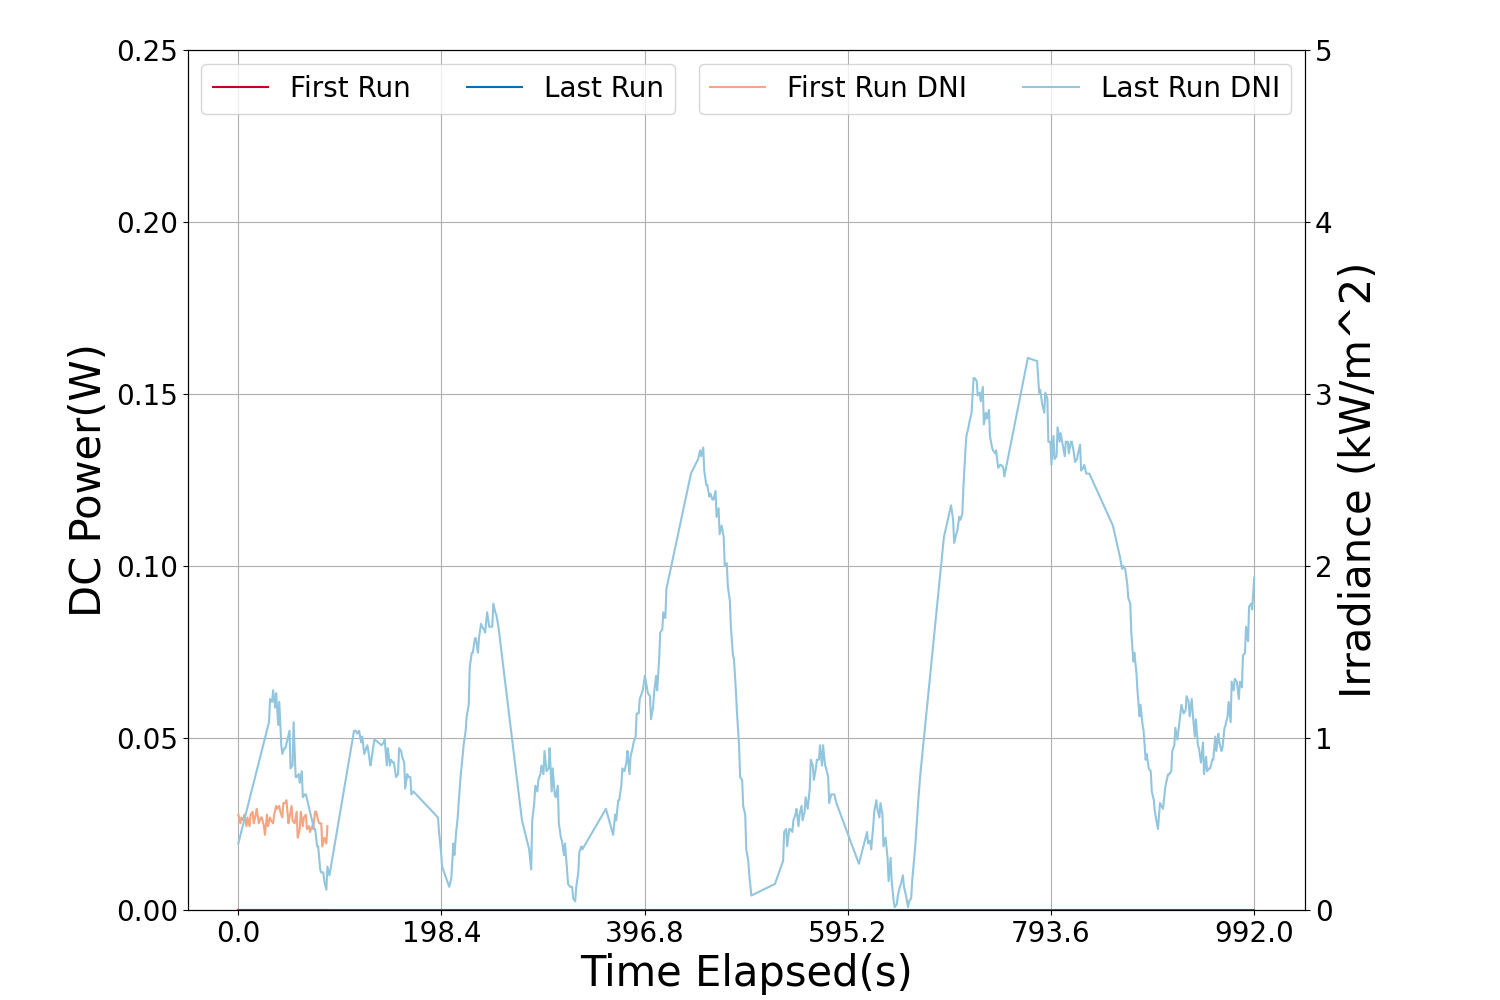 First Run
Last Run
First Run DNI
Last Run DNI
DC Power(W)
0.25
0.20
0.15
0.10
0.05
0.00
5
4
3
2
1
0
Irradiance (kW/m^2)
0.0 198.4 396.8 595.2 793.6 992.0
Time Elapsed(s)